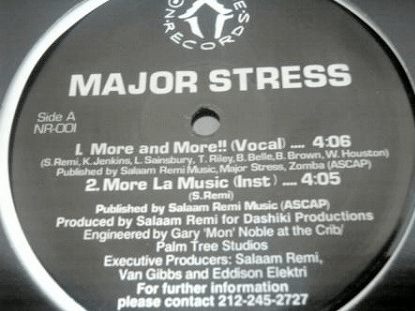 RECORDS
MAJOR STRESS
Side A
NR-001
1. More and More!! (Vocal) .... 4:06
(S.Remi, K.Jenkins, L. Sainsbury, T. Riley, B. Belle, B. Brown, W. Houston)
Published by Salaam Remi Music, Major Stress, Zomba (ASCAP)
2. More La Music (Inst) .... 4:05
(S.Remi)
Published by Salaam Remi Music (ASCAP)
Produced by Salaam Remi for Dashiki Productions
Engineered by Gary 'Mon' Noble at the Crib/
Palm Tree Studios
Executive Producers: Salaam Remi,
Van Gibbs and Eddison Elektri
For further information
please contact 212-245-2727